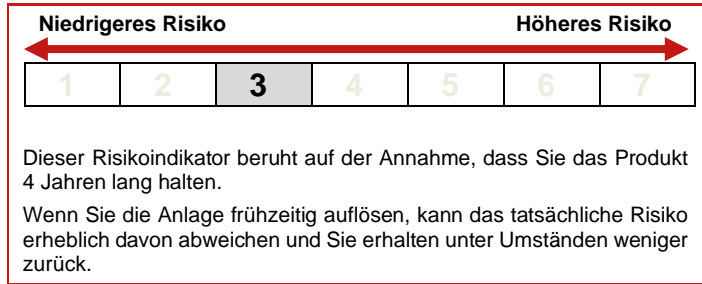 Niedrigeres Risiko Höheres Risiko
1 2 3 4 5 6 7
Dieser Risikoindikator beruht auf der Annahme, dass Sie das Produkt
4 Jahren lang halten.
Wenn Sie die Anlage frühzeitig auflösen, kann das tatsächliche Risiko
erheblich davon abweichen und Sie erhalten unter Umständen weniger
zurück.